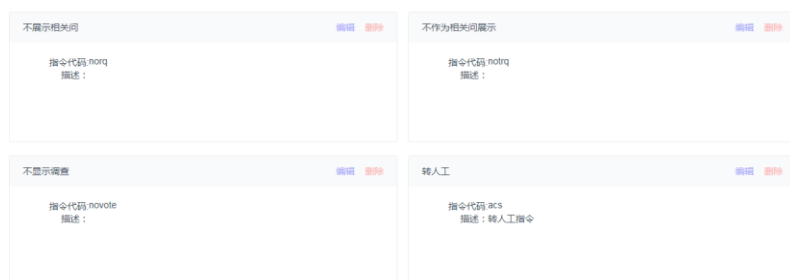 不展示相关问 编辑 删除
指令代码:norq
描述：
不作为相关问展示 编辑 删除
指令代码:notrq
描述：
不显示调查 编辑 删除
指令代码:novote
描述：
转人工 编辑 删除
指令代码:acs
描述：转人工指令